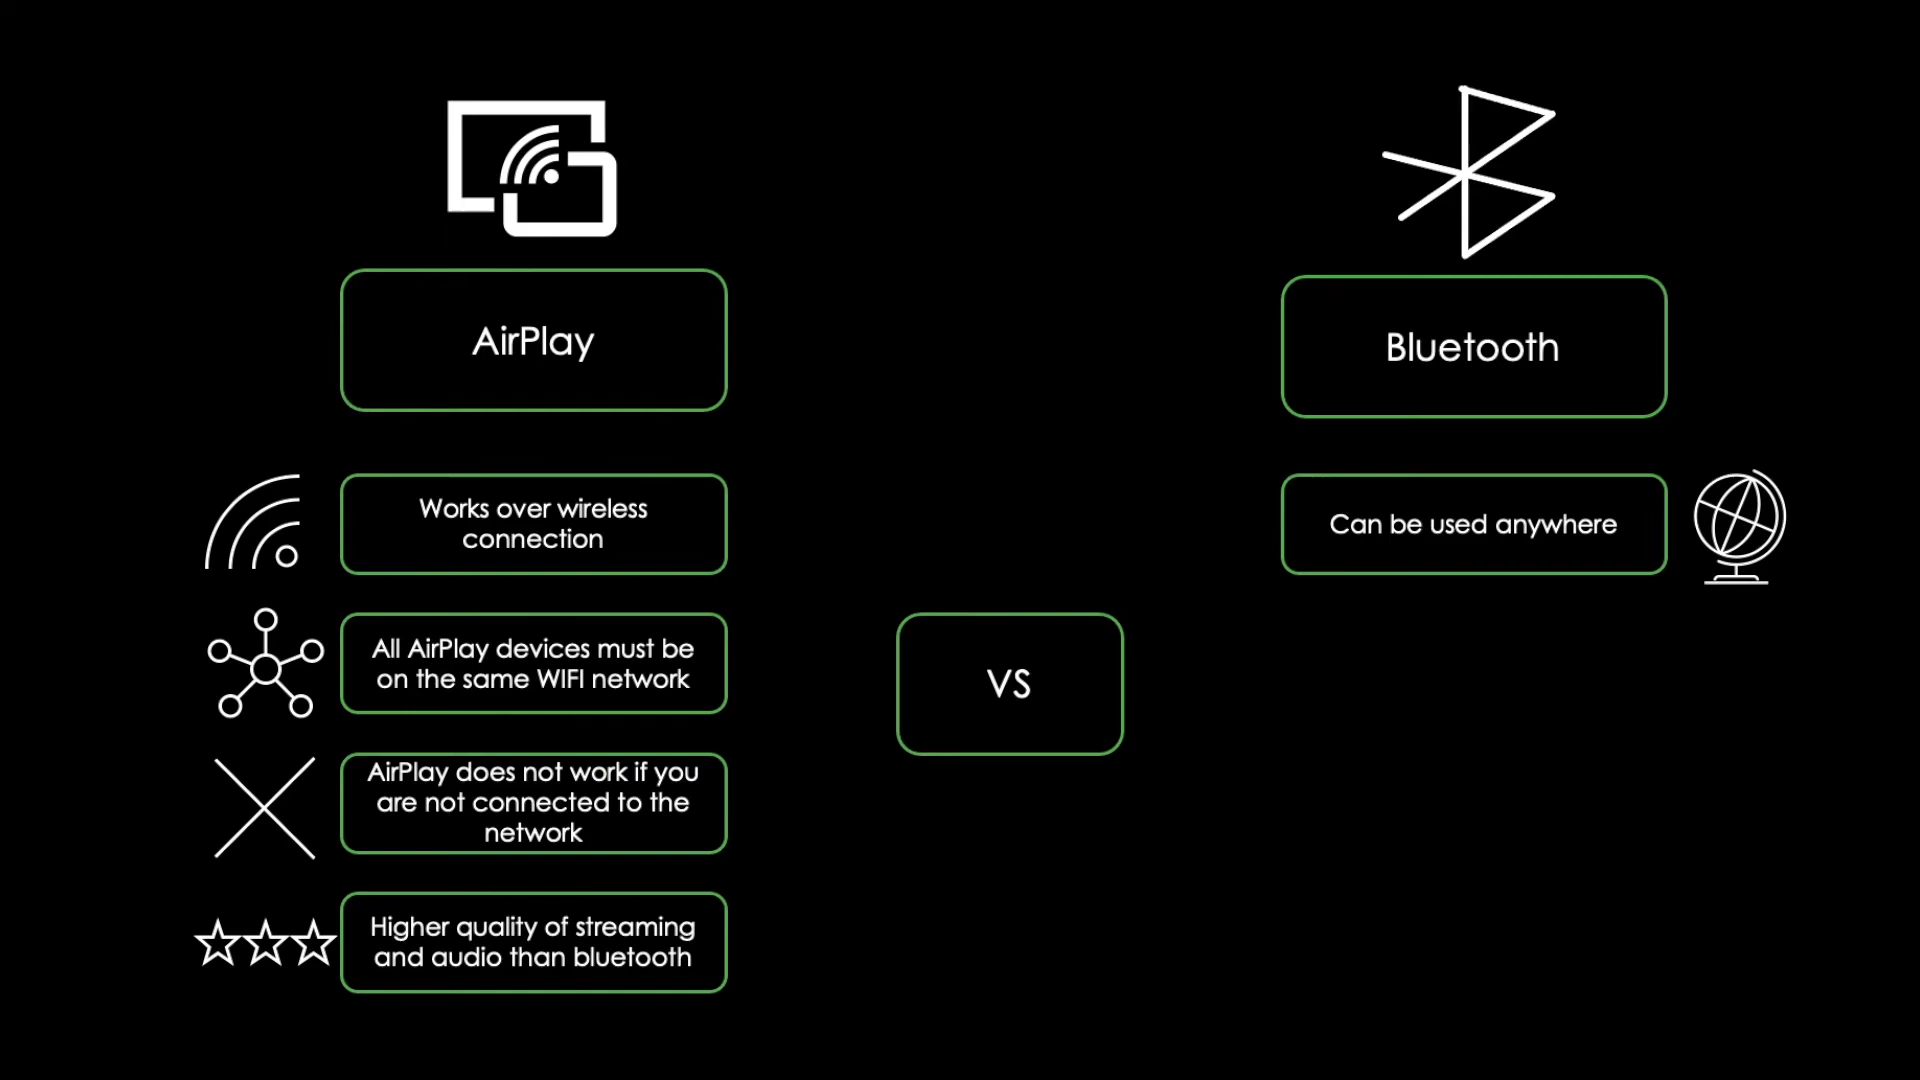 AirPlay
Works over wireless
connection
All AirPlay devices must be
on the same WIFI network
AirPlay does not work if you
are not connected to the
network
Higher quality of streaming
and audio than bluetooth
VS
Bluetooth
Can be used anywhere